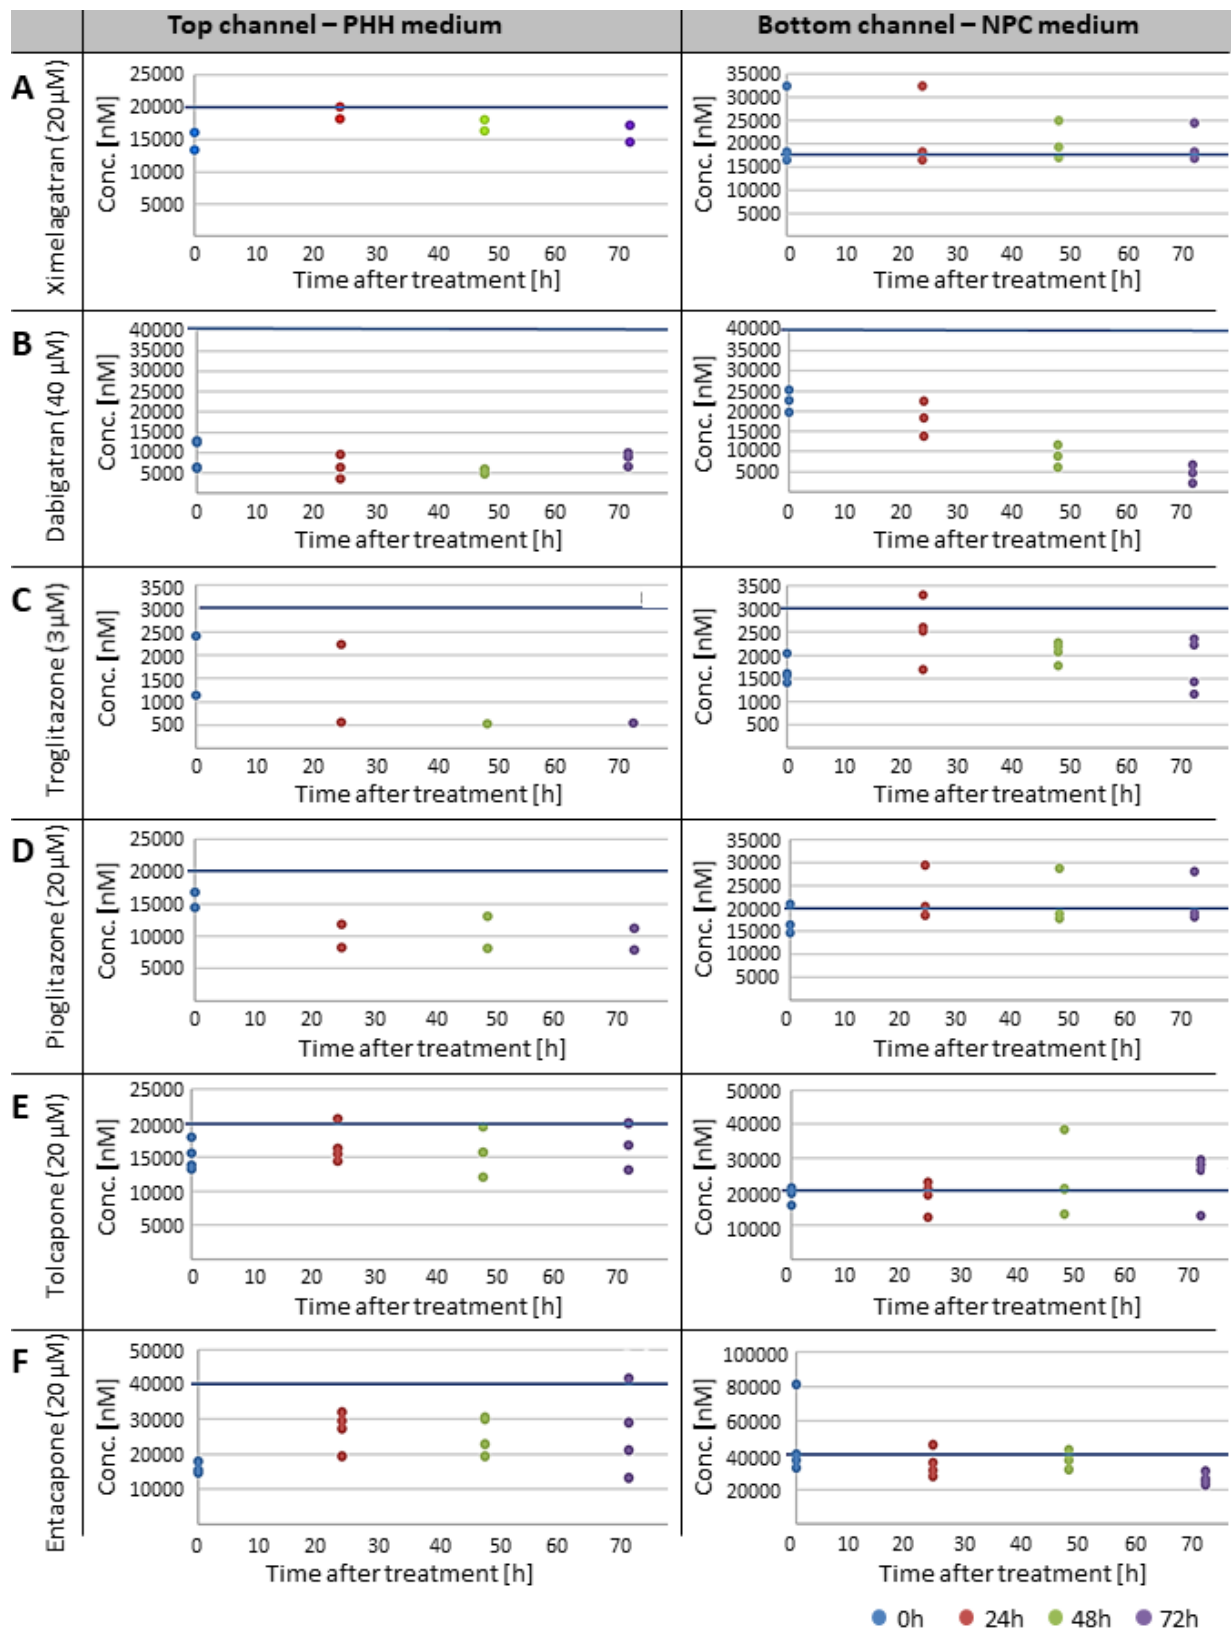 Top channel – PHH medium
Bottom channel – NPC medium
A
Ximelagatran (20 µM)
Conc. [nM]
25000
20000
15000
10000
5000
0 10 20 30 40 50 60 70
Time after treatment [h]
Conc. [nM]
35000
30000
25000
20000
15000
10000
5000
0 10 20 30 40 50 60 70
Time after treatment [h]
B
Dabigatran (40 µM)
Conc. [nM]
40000
35000
30000
25000
20000
15000
10000
5000
0 10 20 30 40 50 60 70
Time after treatment [h]
Conc. [nM]
40000
35000
30000
25000
20000
15000
10000
5000
0 10 20 30 40 50 60 70
Time after treatment [h]
C
Troglitazone (3 µM)
Conc. [nM]
3500
3000
2500
2000
1500
1000
500
0 10 20 30 40 50 60 70
Time after treatment [h]
Conc. [nM]
3500
3000
2500
2000
1500
1000
500
0 10 20 30 40 50 60 70
Time after treatment [h]
D
Pioglitazone (20 µM)
Conc. [nM]
25000
20000
15000
10000
5000
0 10 20 30 40 50 60 70
Time after treatment [h]
Conc. [nM]
35000
30000
25000
20000
15000
10000
5000
0 10 20 30 40 50 60 70
Time after treatment [h]
E
Tolcapone (20 µM)
Conc. [nM]
25000
20000
15000
10000
5000
0 10 20 30 40 50 60 70
Time after treatment [h]
Conc. [nM]
50000
40000
30000
20000
10000
0 10 20 30 40 50 60 70
Time after treatment [h]
F
Entacapone (20 µM)
Conc. [nM]
50000
40000
30000
20000
10000
0 10 20 30 40 50 60 70
Time after treatment [h]
Conc. [nM]
100000
80000
60000
40000
20000
0 10 20 30 40 50 60 70
Time after treatment [h]
0h 24h 48h 72h